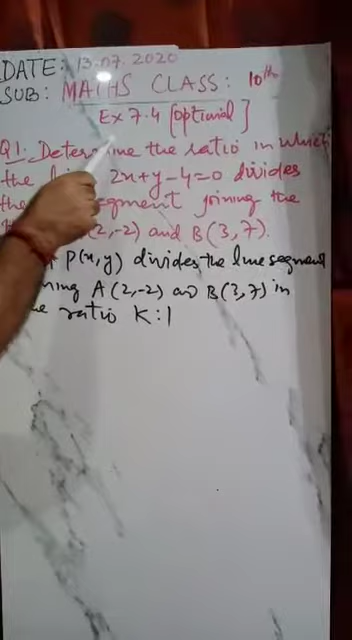 DATE: 13.07.2020
SUB: MATHS CLASS: 10th
Ex 7.4 [optional]
Q1. Determine the ratio in which
the 2x+y-4=0 divides
the segment joining the
(2,-2) and B(3,7).
P(x,y) divides the line segment
A(2,-2) and B(3,7) in
ratio K:1